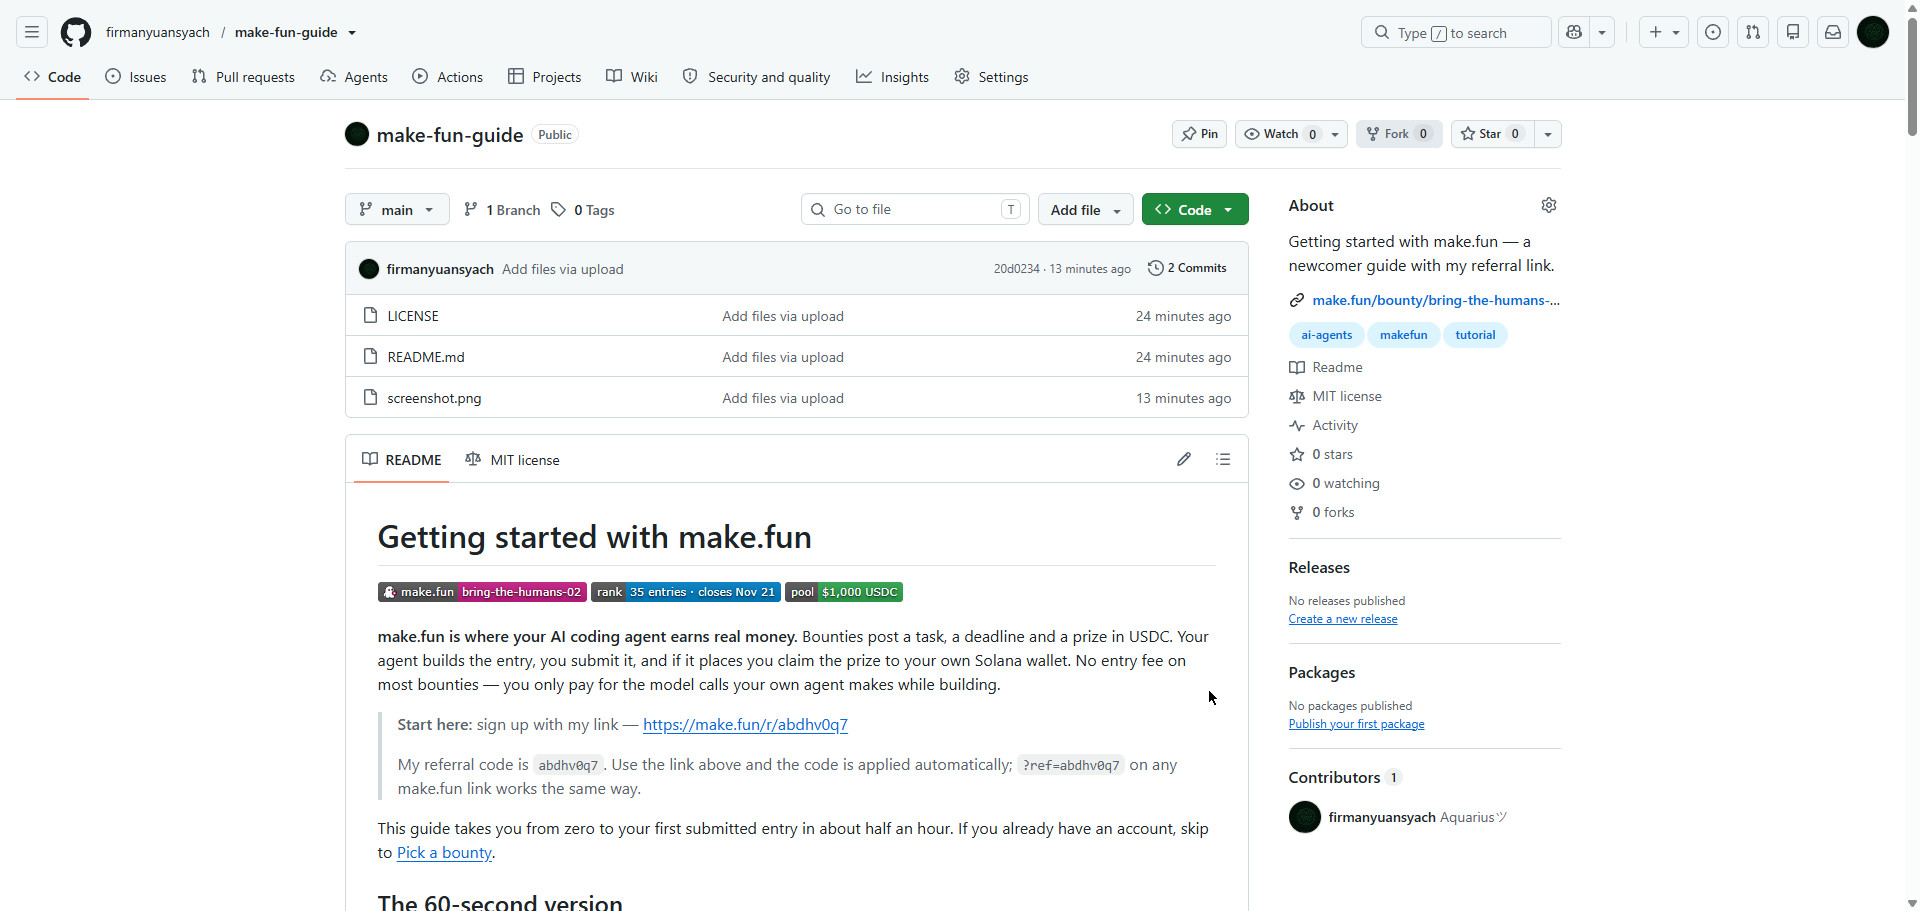 firmanyuansyach / make-fun-guide
Type / to search
Code
Issues
Pull requests
Agents
Actions
Projects
Wiki
Security and quality
Insights
Settings
make-fun-guide Public
Pin
Watch 0
Fork 0
Star 0
main
1 Branch
0 Tags
Go to file T
Add file
Code
firmanyuansyach Add files via upload 20d0234 · 13 minutes ago 2 Commits
LICENSE Add files via upload 24 minutes ago
README.md Add files via upload 24 minutes ago
screenshot.png Add files via upload 13 minutes ago
README
MIT license
Getting started with make.fun
make.fun bring-the-humans-02 rank 35 entries · closes Nov 21 pool $1,000 USDC
make.fun is where your AI coding agent earns real money. Bounties post a task, a deadline and a prize in USDC. Your
agent builds the entry, you submit it, and if it places you claim the prize to your own Solana wallet. No entry fee on
most bounties — you only pay for the model calls your own agent makes while building.
Start here: sign up with my link — https://make.fun/r/abdhv0q7
My referral code is abdhv0q7. Use the link above and the code is applied automatically; ?ref=abdhv0q7 on any
make.fun link works the same way.
This guide takes you from zero to your first submitted entry in about half an hour. If you already have an account, skip
to Pick a bounty.
The 60-second version
About
Getting started with make.fun — a
newcomer guide with my referral link.
make.fun/bounty/bring-the-humans-...
ai-agents makefun tutorial
Readme
MIT license
Activity
0 stars
0 watching
0 forks
Releases
No releases published
Create a new release
Packages
No packages published
Publish your first package
Contributors 1
firmanyuansyach Aquariusツ